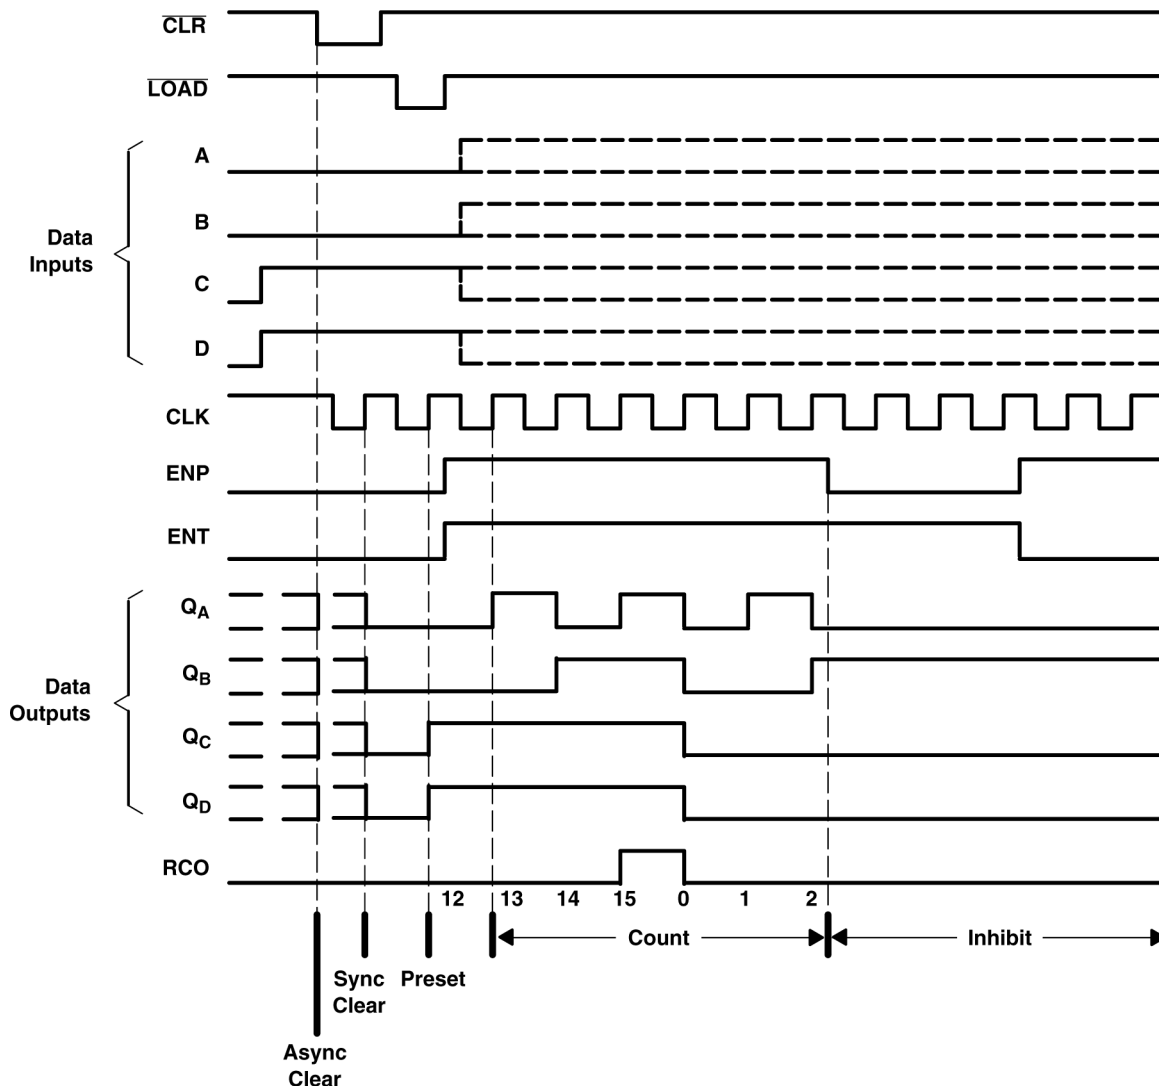 CLR
LOAD
A
B
Data
Inputs
C
D
CLK
ENP
ENT
QA
QB
Data
Outputs
QC
QD
RCO
12 13 14 15 0 1 2
Count Inhibit
Sync
Clear
Preset
Async
Clear